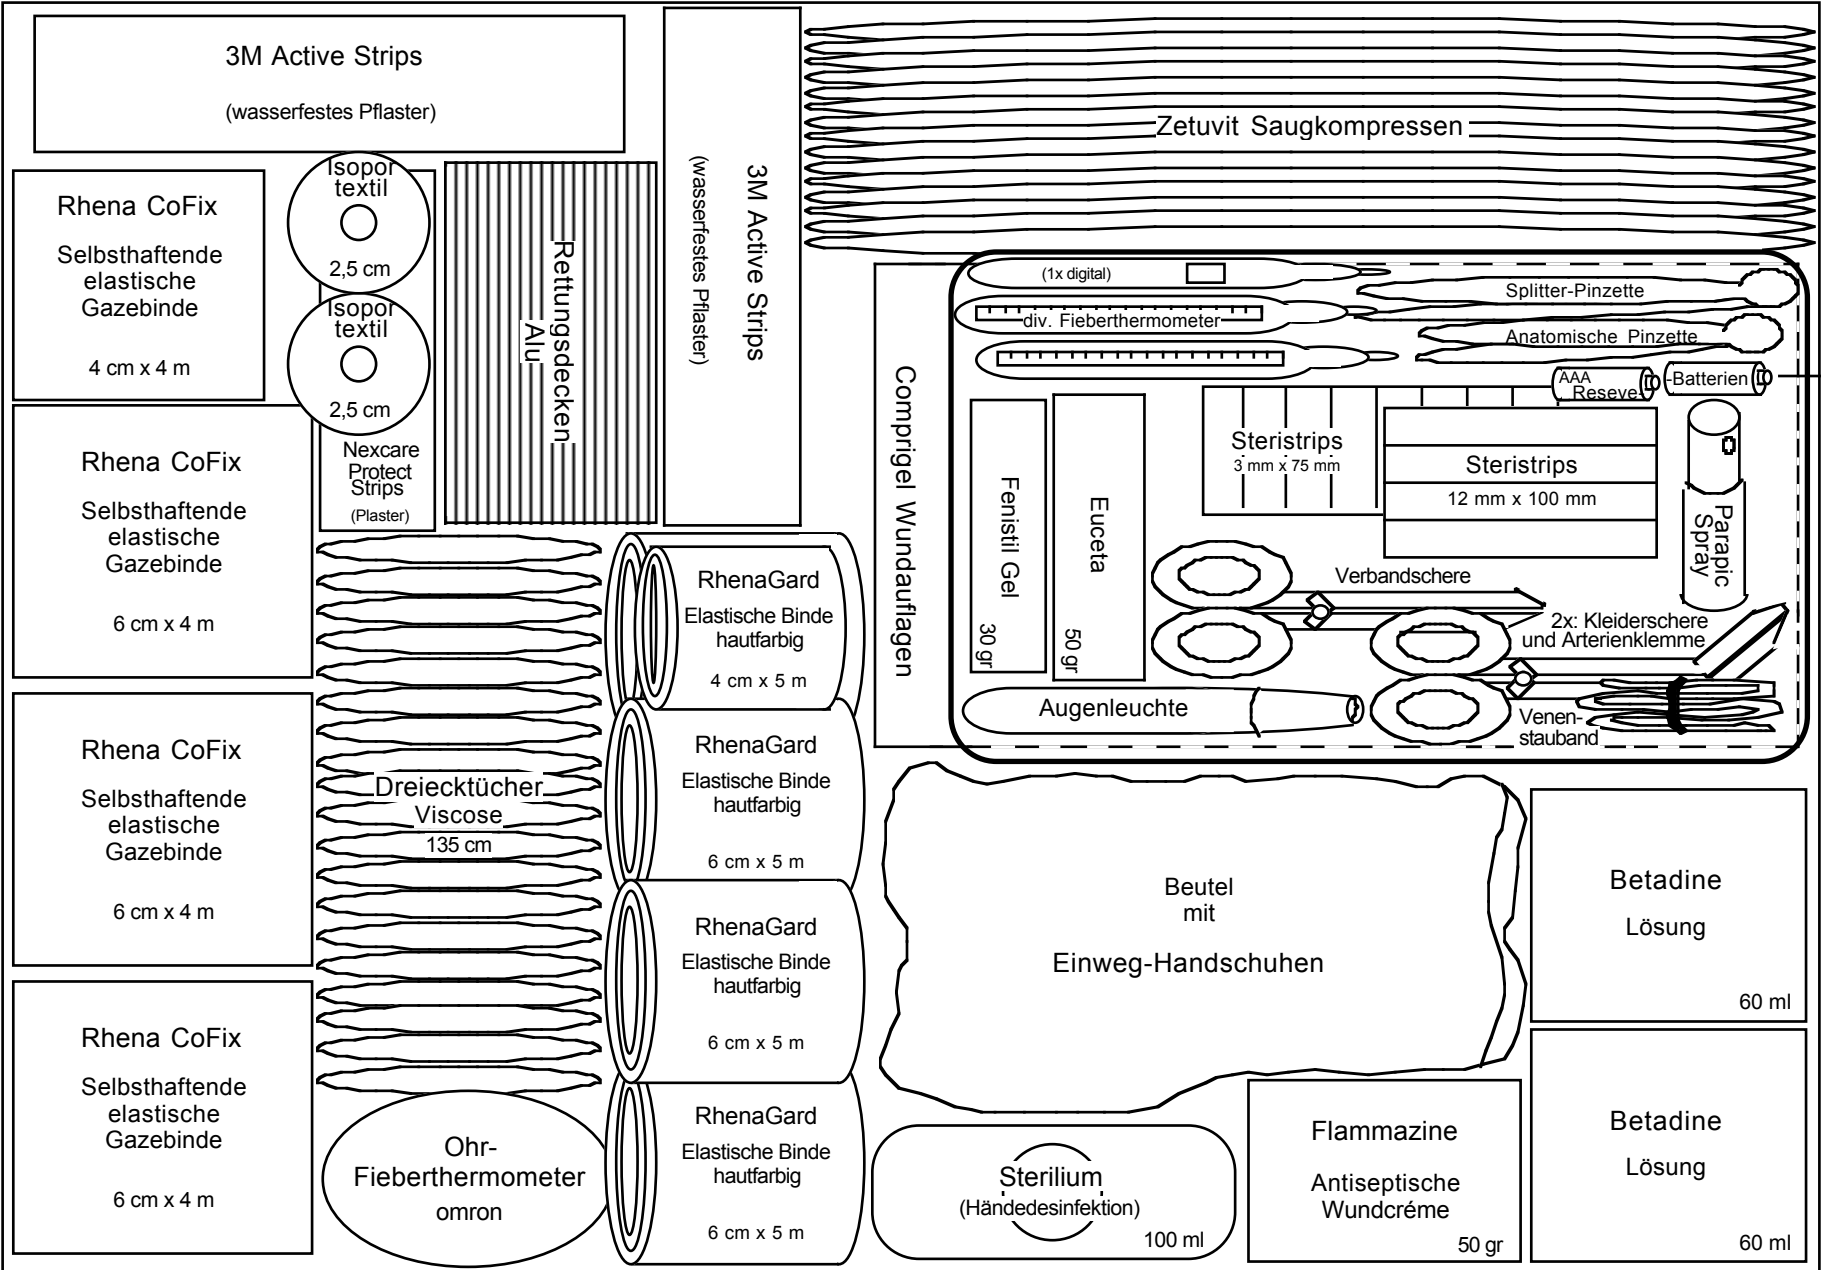 3M Active Strips
(wasserfestes Pflaster)
Rhena CoFix
Selbsthaftende
elastische
Gazebinde
4 cm x 4 m
Rhena CoFix
Selbsthaftende
elastische
Gazebinde
6 cm x 4 m
Rhena CoFix
Selbsthaftende
elastische
Gazebinde
6 cm x 4 m
Rhena CoFix
Selbsthaftende
elastische
Gazebinde
6 cm x 4 m
Isopor
textil
2,5 cm
Isopor
textil
2,5 cm
Nexcare
Protect
Strips
(Plaster)
Rettungsdecken
Alu
3M Active Strips
(wasserfestes Pflaster)
Dreiecktücher
Viscose
135 cm
Ohr-
Fieberthermometer
omron
RhenaGard
Elastische Binde
hautfarbig
4 cm x 5 m
RhenaGard
Elastische Binde
hautfarbig
6 cm x 5 m
RhenaGard
Elastische Binde
hautfarbig
6 cm x 5 m
RhenaGard
Elastische Binde
hautfarbig
6 cm x 5 m
Zetuvit Saugkompressen
Comprigel Wundauflagen
(1x digital)
div. Fieberthermometer
Splitter-Pinzette
Anatomische Pinzette
AAA
Reseve-
-Batterien
Fenistil Gel
30 gr
Euceta
50 gr
Steristrips
3 mm x 75 mm
Steristrips
12 mm x 100 mm
Parapic
Spray
Verbandschere
2x: Kleiderschere
und Arterienklemme
Augenleuchte
Venen-
stauband
Beutel
mit
Einweg-Handschuhen
Betadine
Lösung
60 ml
Betadine
Lösung
60 ml
Sterilium
(Händedesinfektion)
100 ml
Flammazine
Antiseptische
Wundcréme
50 gr